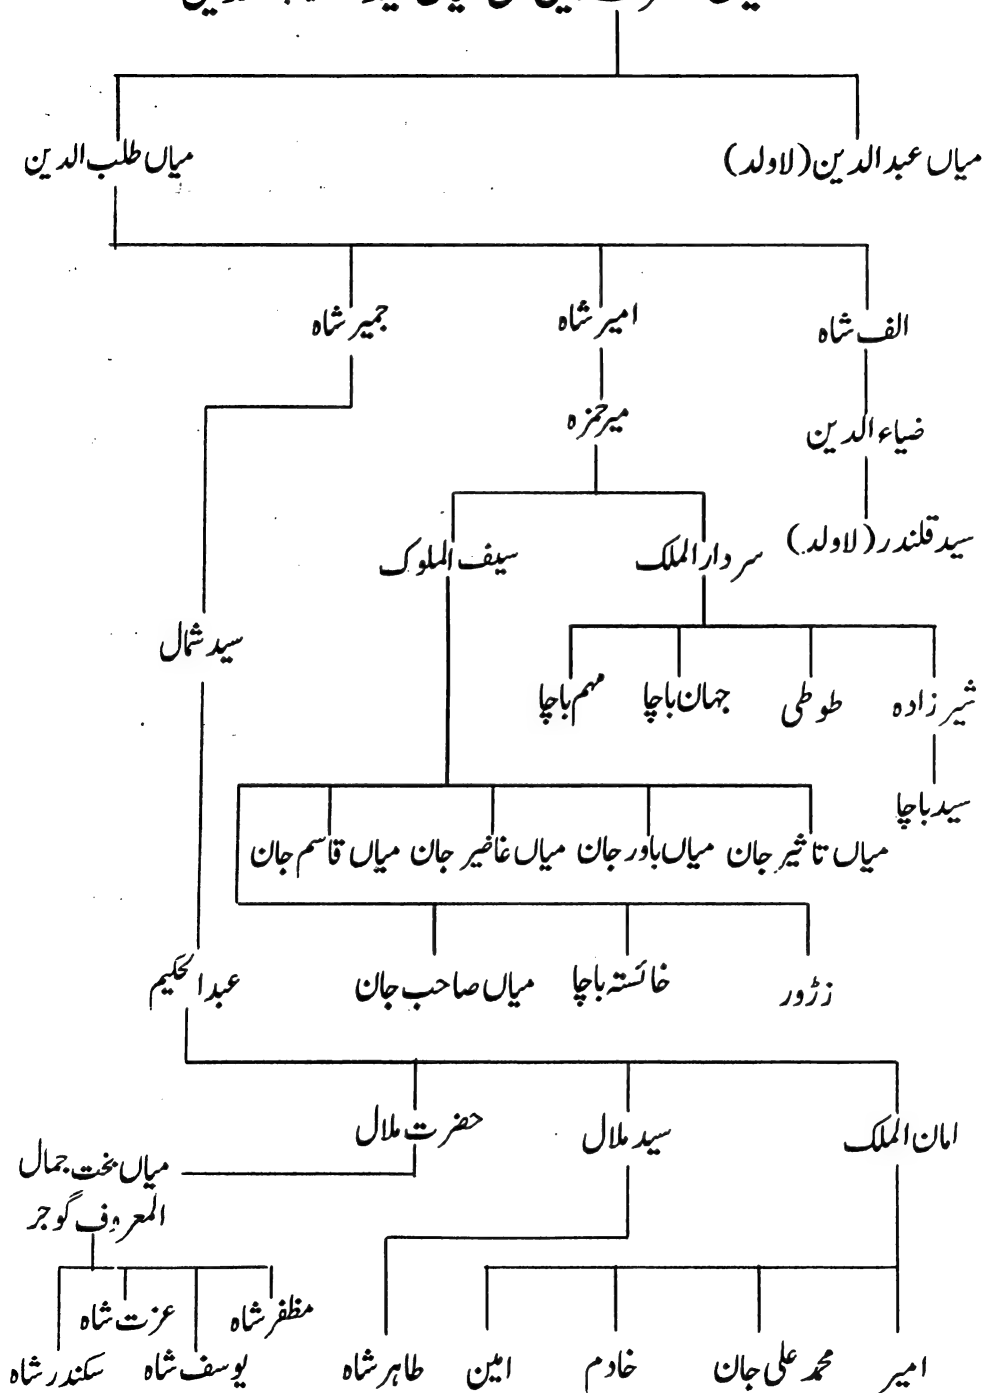 میاں عبدالدین (لاولد) میاں طلب الدین
الف شاہ امیر شاہ جمیر شاہ
ضیاء الدین میر حمزہ
سید قلندر (لاولد) سردار الملک سیف الملوک
سید شمال
شیر زادہ طوطی جہان باچا مہم باچا
سید باچا
میاں تاثیر جان میاں باور جان میاں غاضیر جان میاں قاسم جان
زڑور خائستہ باچا میاں صاحب جان عبدالحکیم
امان الملک سید ملال حضرت ملال
میاں بخت جمال
المعروف گوجر
مظفر شاہ عزت شاہ
امیر محمد علی جان خادم امین طاہر شاہ یوسف شاہ سکندر شاہ